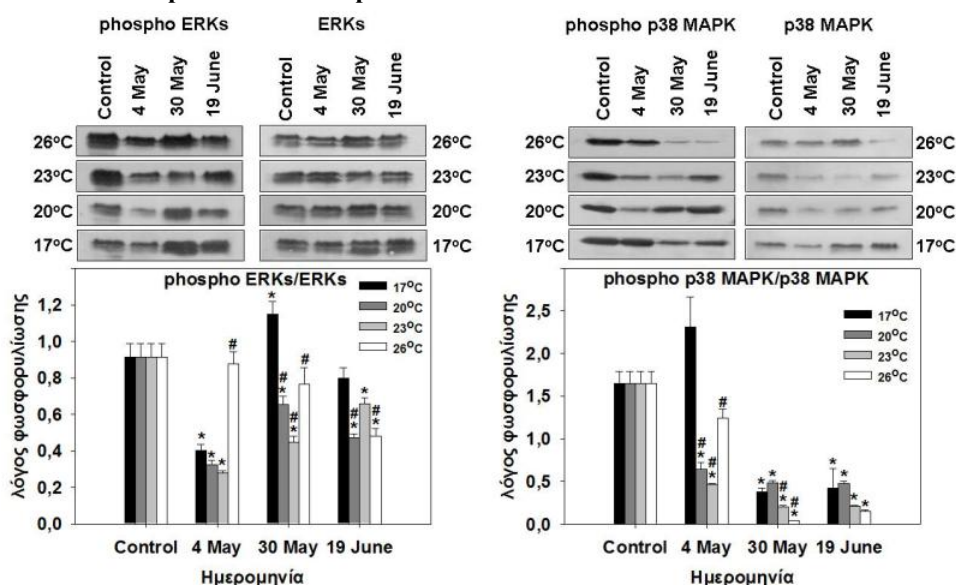 phospho ERKs
ERKs
Control
4 May
30 May
19 June
Control
4 May
30 May
19 June
26°C
26°C
23°C
23°C
20°C
20°C
17°C
17°C
phospho ERKs/ERKs
17°C
20°C
23°C
26°C
λόγος φωσφορυλίωσης
1,2
1,0
0,8
0,6
0,4
0,2
0,0
* * * #
* # * # * #
# * * # *
Control 4 May 30 May 19 June
Ημερομηνία
phospho p38 MAPK
p38 MAPK
Control
4 May
30 May
19 June
Control
4 May
30 May
19 June
26°C
26°C
23°C
23°C
20°C
20°C
17°C
17°C
phospho p38 MAPK/p38 MAPK
17°C
20°C
23°C
26°C
λόγος φωσφορυλίωσης
2,5
2,0
1,5
1,0
0,5
0,0
# * # * #
* * # * # *
* * * *
Control 4 May 30 May 19 June
Ημερομηνία